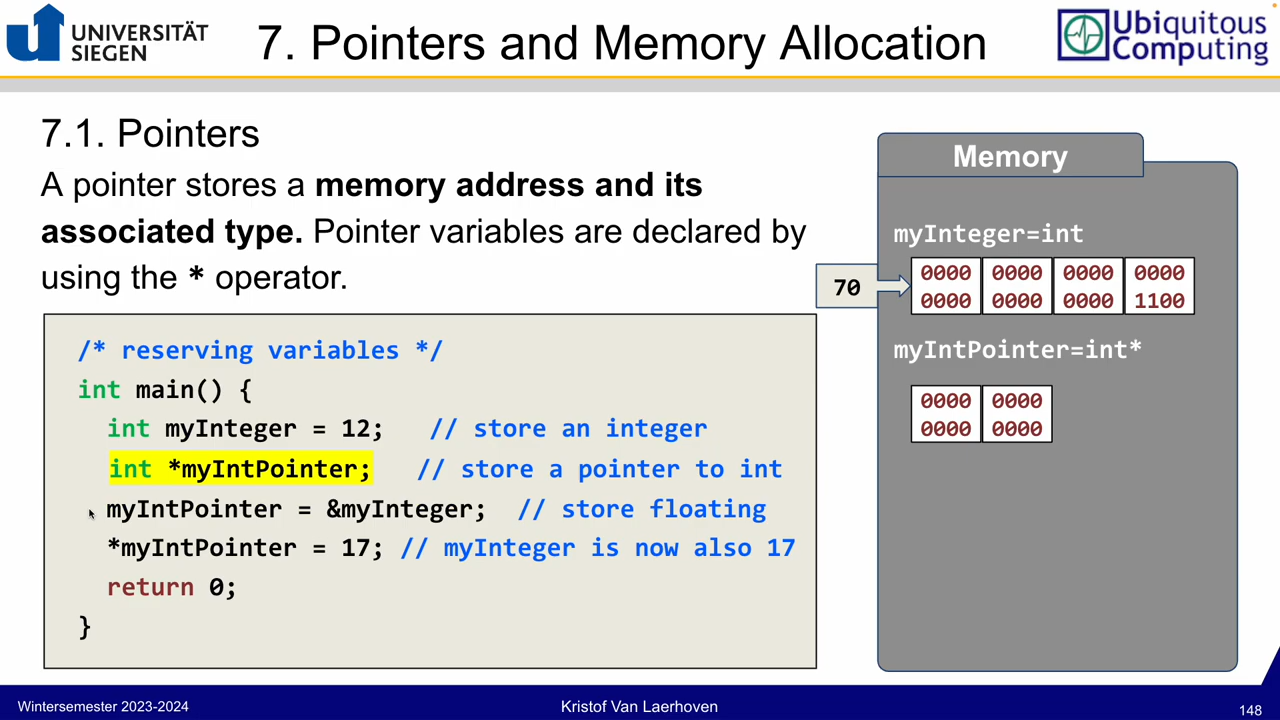 UNIVERSITÄT
SIEGEN
7. Pointers and Memory Allocation
Ubiquitous
Computing
7.1. Pointers
A pointer stores a memory address and its
associated type. Pointer variables are declared by
using the * operator.
/* reserving variables */
int main() {
int myInteger = 12; // store an integer
int *myIntPointer; // store a pointer to int
myIntPointer = &myInteger; // store floating
*myIntPointer = 17; // myInteger is now also 17
return 0;
}
Memory
myInteger=int
70
0000 0000 0000 0000
0000 0000 0000 1100
myIntPointer=int*
0000 0000
0000 0000
Wintersemester 2023-2024
Kristof Van Laerhoven
148